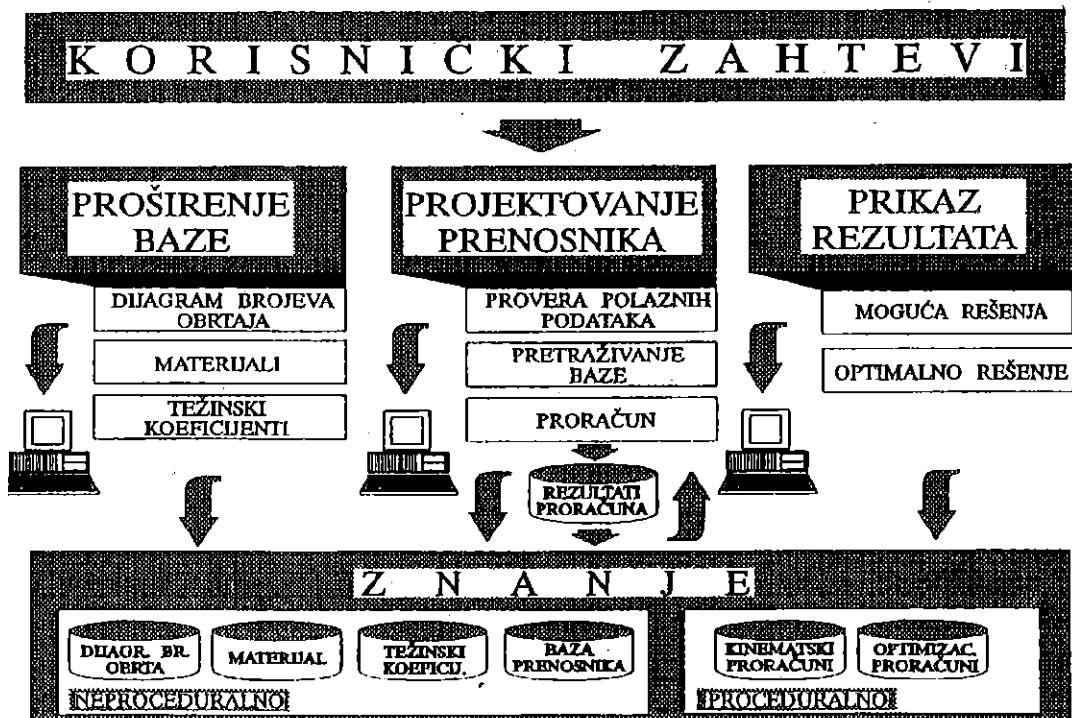 KORISNIČKI ZAHTEVI
PROŠIRENJE
BAZE
DIJAGRAM BROJEVA
OBRTAJA
MATERIJALI
TEŽINSKI
KOEFICIJENTI
PROJEKTOVANJE
PRENOSNIKA
PROVERA POLAZNIH
PODATAKA
PRETRAŽIVANJE
BAZE
PRORAČUN
REZULTATI
PRORAČUNA
PRIKAZ
REZULTATA
MOGUĆA REŠENJA
OPTIMALNO REŠENJE
ZNANJE
DIJAGR. BR.
OBRTA
MATERIJAL
TEŽINSKI
KOEFICIJ.
BAZA
PRENOSNIKA
NEPROCEDURALNO
KINEMATSKI
PRORAČUNI
OPTIMIZAC.
PRORAČUNI
PROCEDURALNO